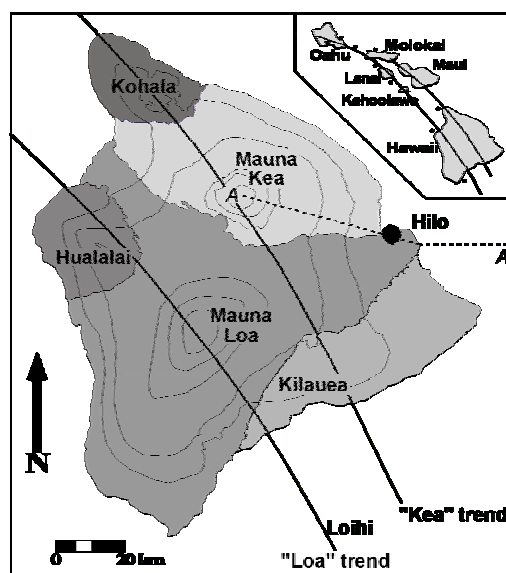 Kohala
Oahu
Molokai
Maui
Lanai
Kahoolawe
Hawaii
Mauna
Kea
A
Hilo
A
Hualalai
Mauna
Loa
Kilauea
N
Loihi
"Kea" trend
"Loa" trend
0 20 km